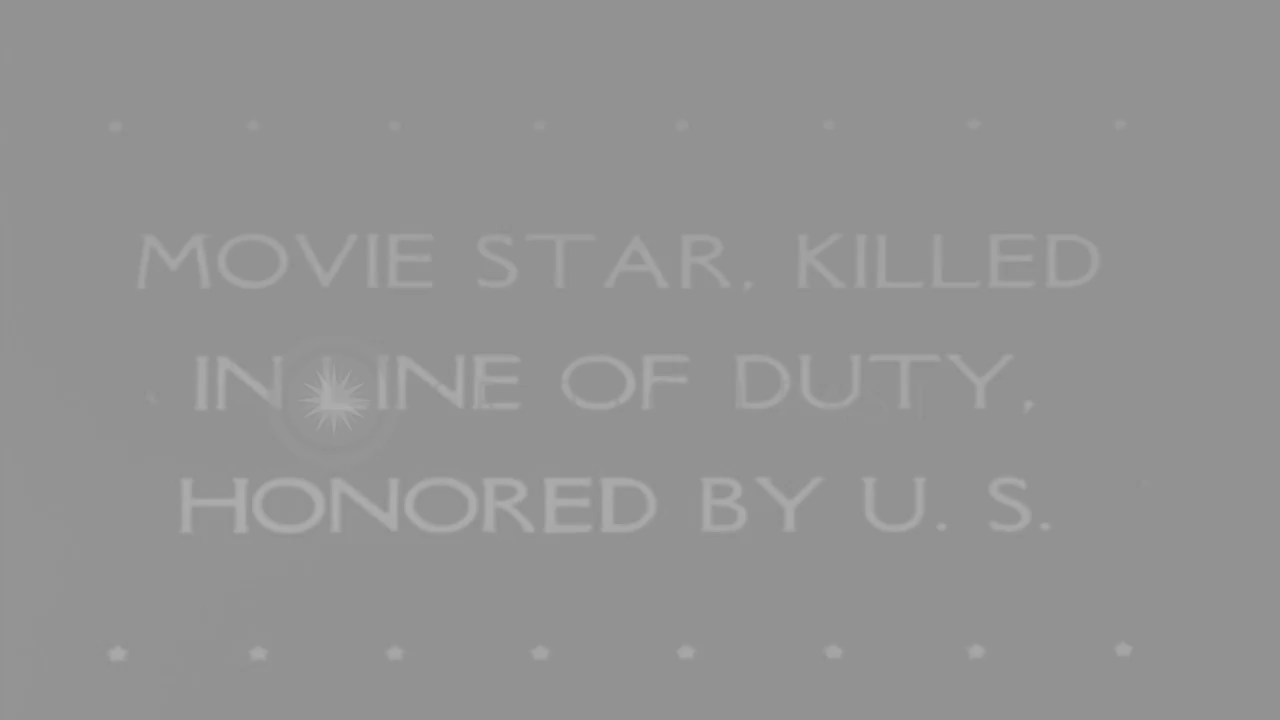 MOVIE STAR, KILLED
IN LINE OF DUTY,
HONORED BY U. S.